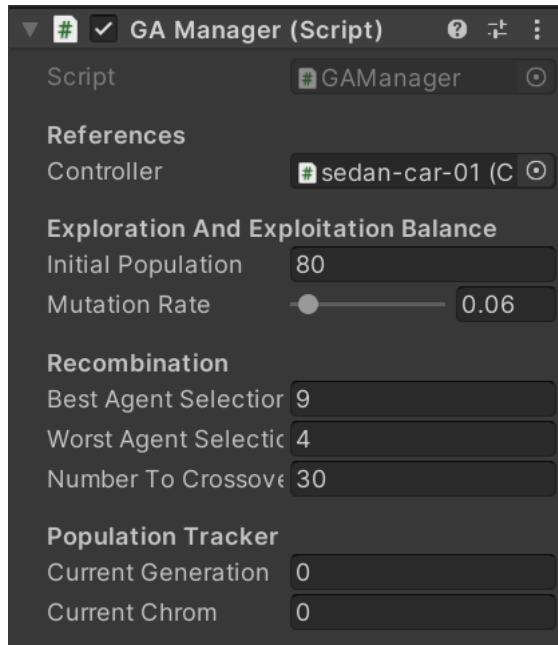 # GA Manager (Script)
Script # GAManager
References
Controller # sedan-car-01 (C
Exploration And Exploitation Balance
Initial Population 80
Mutation Rate 0.06
Recombination
Best Agent Selection 9
Worst Agent Selectic 4
Number To Crossove 30
Population Tracker
Current Generation 0
Current Chrom 0